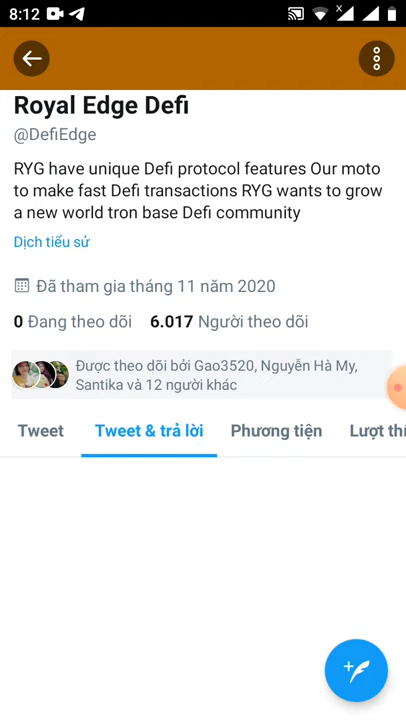 8:12
Royal Edge Defi
@DefiEdge
RYG have unique Defi protocol features Our moto
to make fast Defi transactions RYG wants to grow
a new world tron base Defi community
Dịch tiểu sử
Đã tham gia tháng 11 năm 2020
0 Đang theo dõi 6.017 Người theo dõi
Được theo dõi bởi Gao3520, Nguyễn Hà My,
Santika và 12 người khác
Tweet Tweet & trả lời Phương tiện Lượt thí